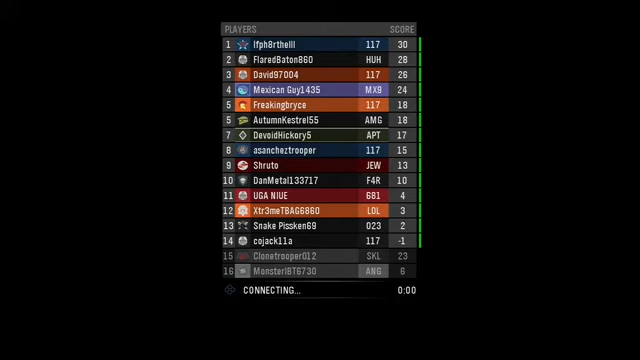 PLAYERS SCORE
1 lfph8rthelll 117 30
2 FlaredBaton860 HUH 28
3 David97004 117 26
4 Mexican Guy1435 MX9 18
5 Freakingbryce 117 18
5 AutumnKestrel55 AMG 18
7 DevoidHickory5 APT 17
8 asancheztrooper 117 15
9 Shruto JEW 13
10 DanMetal133717 F4R 10
11 UGA NIUE 681 4
12 Xtr3meTBAG6860 LOL 3
13 Snake Pissken69 023 2
14 cojack11a 117 -1
15 Clonetrooper012 SKL 23
16 MonsterIBT6730 ANG 6
CONNECTING... 0:00